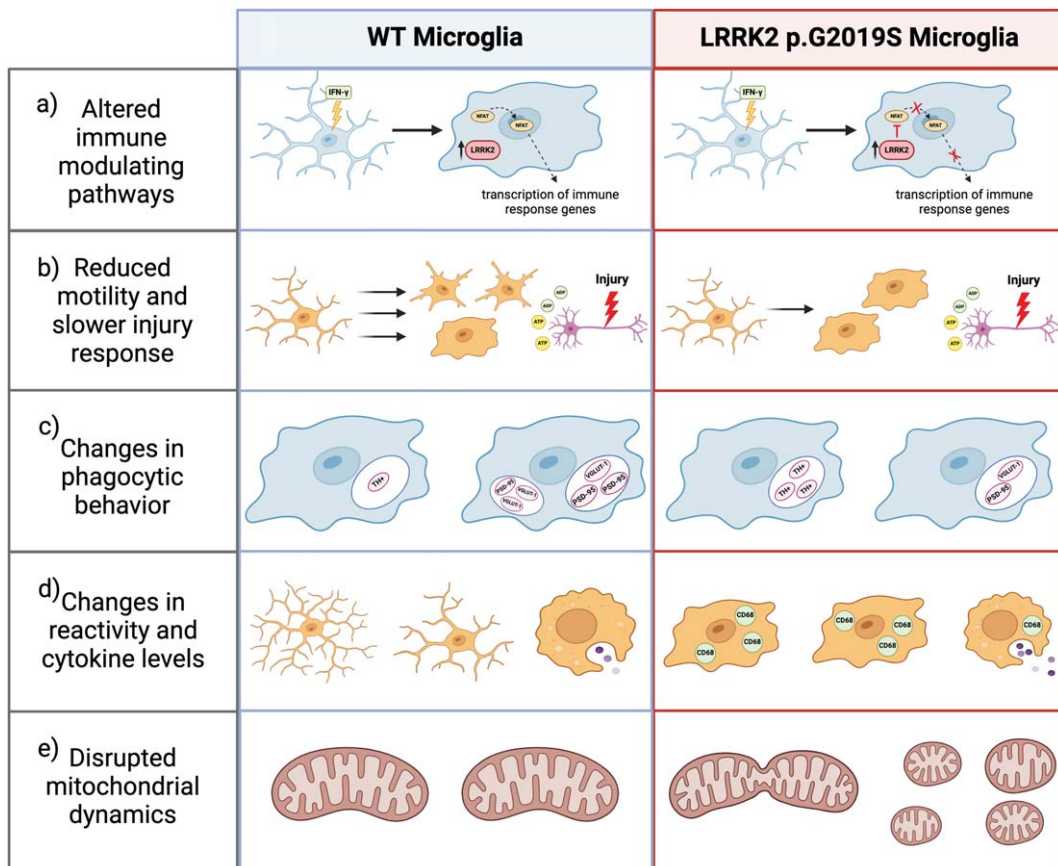 WT Microglia
LRRK2 p.G2019S Microglia
a) Altered
immune
modulating
pathways
IFN-γ
NFAT
NFAT
LRRK2
transcription of immune
response genes
IFN-γ
NFAT
NFAT
LRRK2
transcription of immune
response genes
b) Reduced
motility and
slower injury
response
Injury
ADP
ADP
ATP
ATP
Injury
ADP
ADP
ATP
ATP
c) Changes in
phagocytic
behavior
TH+
PSD-95
VGLUT-1
VGLUT-1
VGLUT-1
PSD-95
PSD-95
TH+
TH+
TH+
VGLUT-1
PSD-95
d) Changes in
reactivity and
cytokine levels
CD68
CD68
CD68
CD68
CD68
CD68
CD68
e) Disrupted
mitochondrial
dynamics